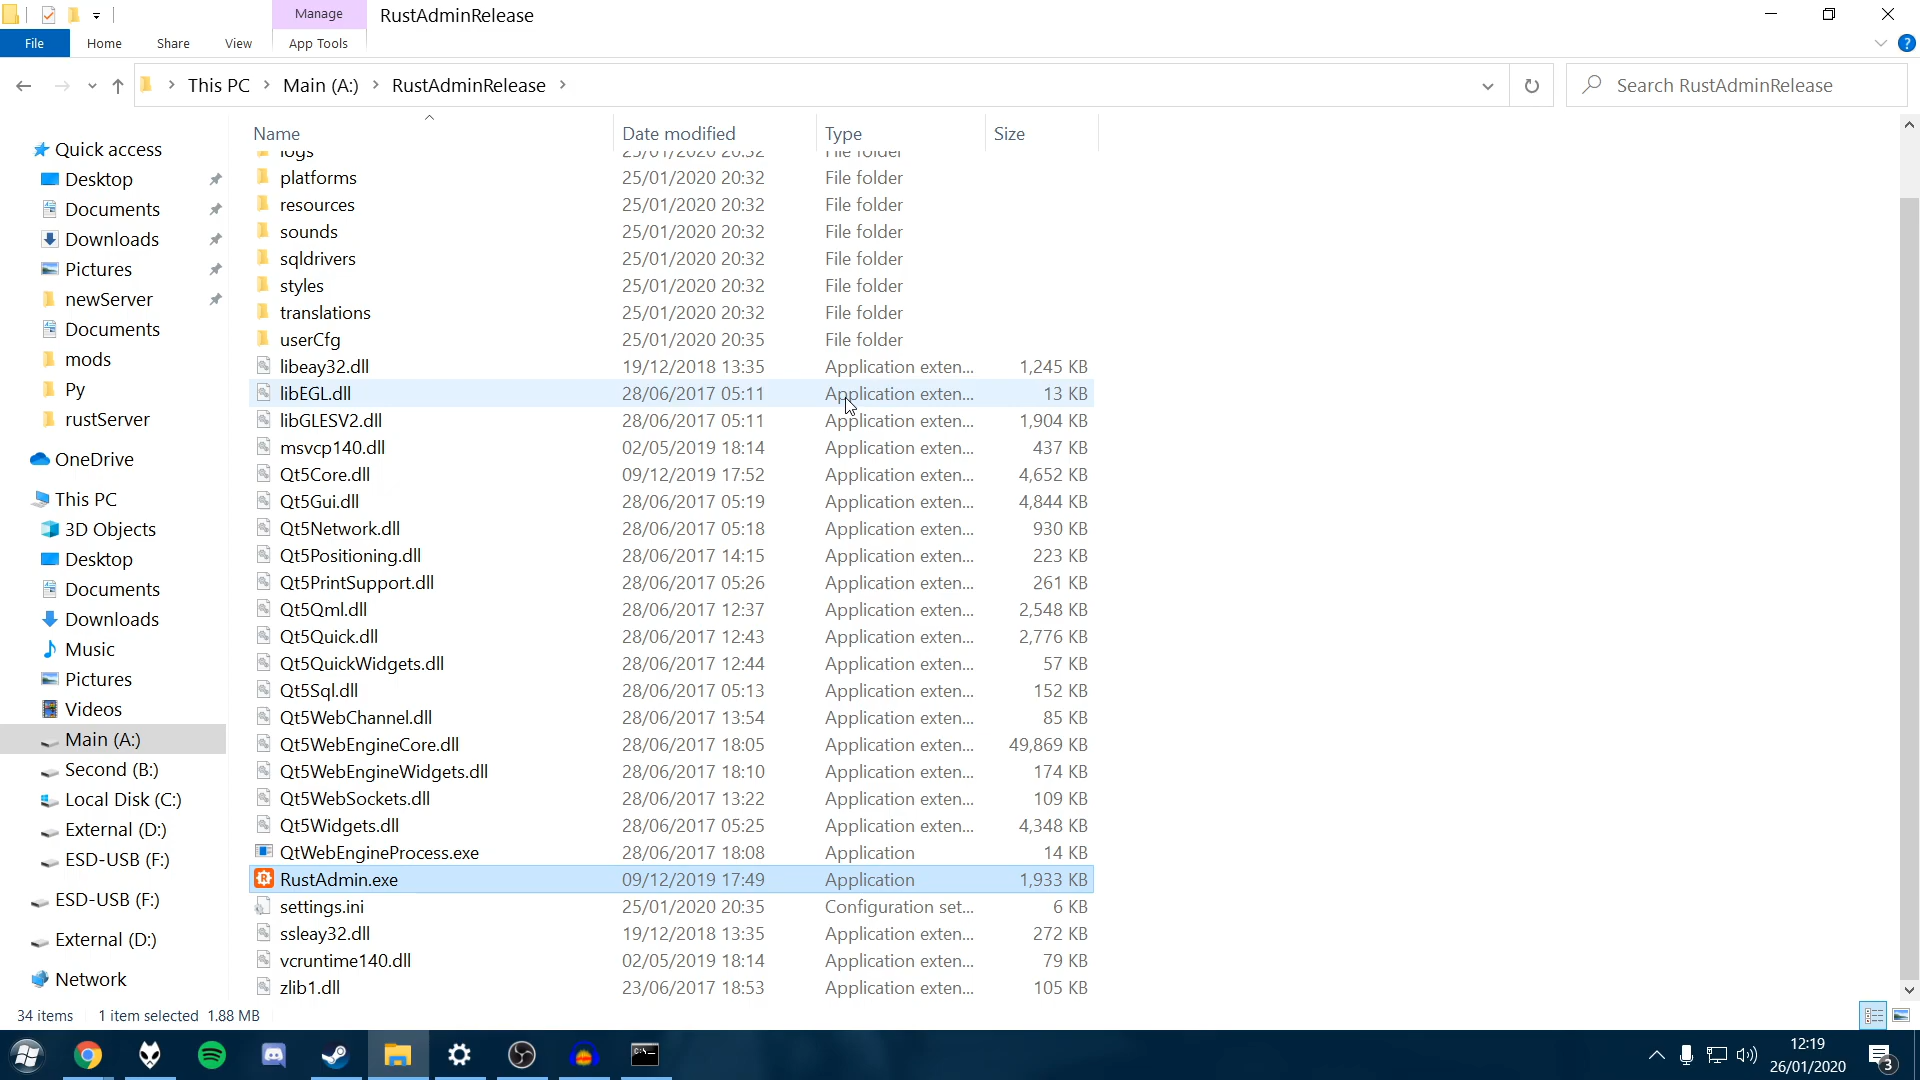 Manage
RustAdminRelease
File
Home
Share
View
App Tools
This PC
Main (A:)
RustAdminRelease
Search RustAdminRelease
Name
Date modified
Type
Size
logs 25/01/2020 20:32 File folder
platforms 25/01/2020 20:32 File folder
resources 25/01/2020 20:32 File folder
sounds 25/01/2020 20:32 File folder
sqldrivers 25/01/2020 20:32 File folder
styles 25/01/2020 20:32 File folder
translations 25/01/2020 20:32 File folder
userCfg 25/01/2020 20:35 File folder
libeay32.dll 19/12/2018 13:35 Application exten... 1,245 KB
libEGL.dll 28/06/2017 05:11 Application exten... 13 KB
libGLESV2.dll 28/06/2017 05:11 Application exten... 1,904 KB
msvcp140.dll 02/05/2019 18:14 Application exten... 437 KB
Qt5Core.dll 09/12/2019 17:52 Application exten... 4,652 KB
Qt5Gui.dll 28/06/2017 05:19 Application exten... 4,844 KB
Qt5Network.dll 28/06/2017 05:18 Application exten... 930 KB
Qt5Positioning.dll 28/06/2017 14:15 Application exten... 223 KB
Qt5PrintSupport.dll 28/06/2017 05:26 Application exten... 261 KB
Qt5Qml.dll 28/06/2017 12:37 Application exten... 2,548 KB
Qt5Quick.dll 28/06/2017 12:43 Application exten... 2,776 KB
Qt5QuickWidgets.dll 28/06/2017 12:44 Application exten... 57 KB
Qt5Sql.dll 28/06/2017 05:13 Application exten... 152 KB
Qt5WebChannel.dll 28/06/2017 13:54 Application exten... 85 KB
Qt5WebEngineCore.dll 28/06/2017 18:05 Application exten... 49,869 KB
Qt5WebEngineWidgets.dll 28/06/2017 18:10 Application exten... 174 KB
Qt5WebSockets.dll 28/06/2017 13:22 Application exten... 109 KB
Qt5Widgets.dll 28/06/2017 05:25 Application exten... 4,348 KB
QtWebEngineProcess.exe 28/06/2017 18:08 Application 14 KB
RustAdmin.exe 09/12/2019 17:49 Application 1,933 KB
settings.ini 25/01/2020 20:35 Configuration set... 6 KB
ssleay32.dll 19/12/2018 13:35 Application exten... 272 KB
vcruntime140.dll 02/05/2019 18:14 Application exten... 79 KB
zlib1.dll 23/06/2017 18:53 Application exten... 105 KB
Quick access
Desktop
Documents
Downloads
Pictures
newServer
Documents
mods
Py
rustServer
OneDrive
This PC
3D Objects
Desktop
Documents
Downloads
Music
Pictures
Videos
Main (A:)
Second (B:)
Local Disk (C:)
External (D:)
ESD-USB (F:)
ESD-USB (F:)
External (D:)
Network
34 items
1 item selected 1.88 MB
12:19
26/01/2020
3